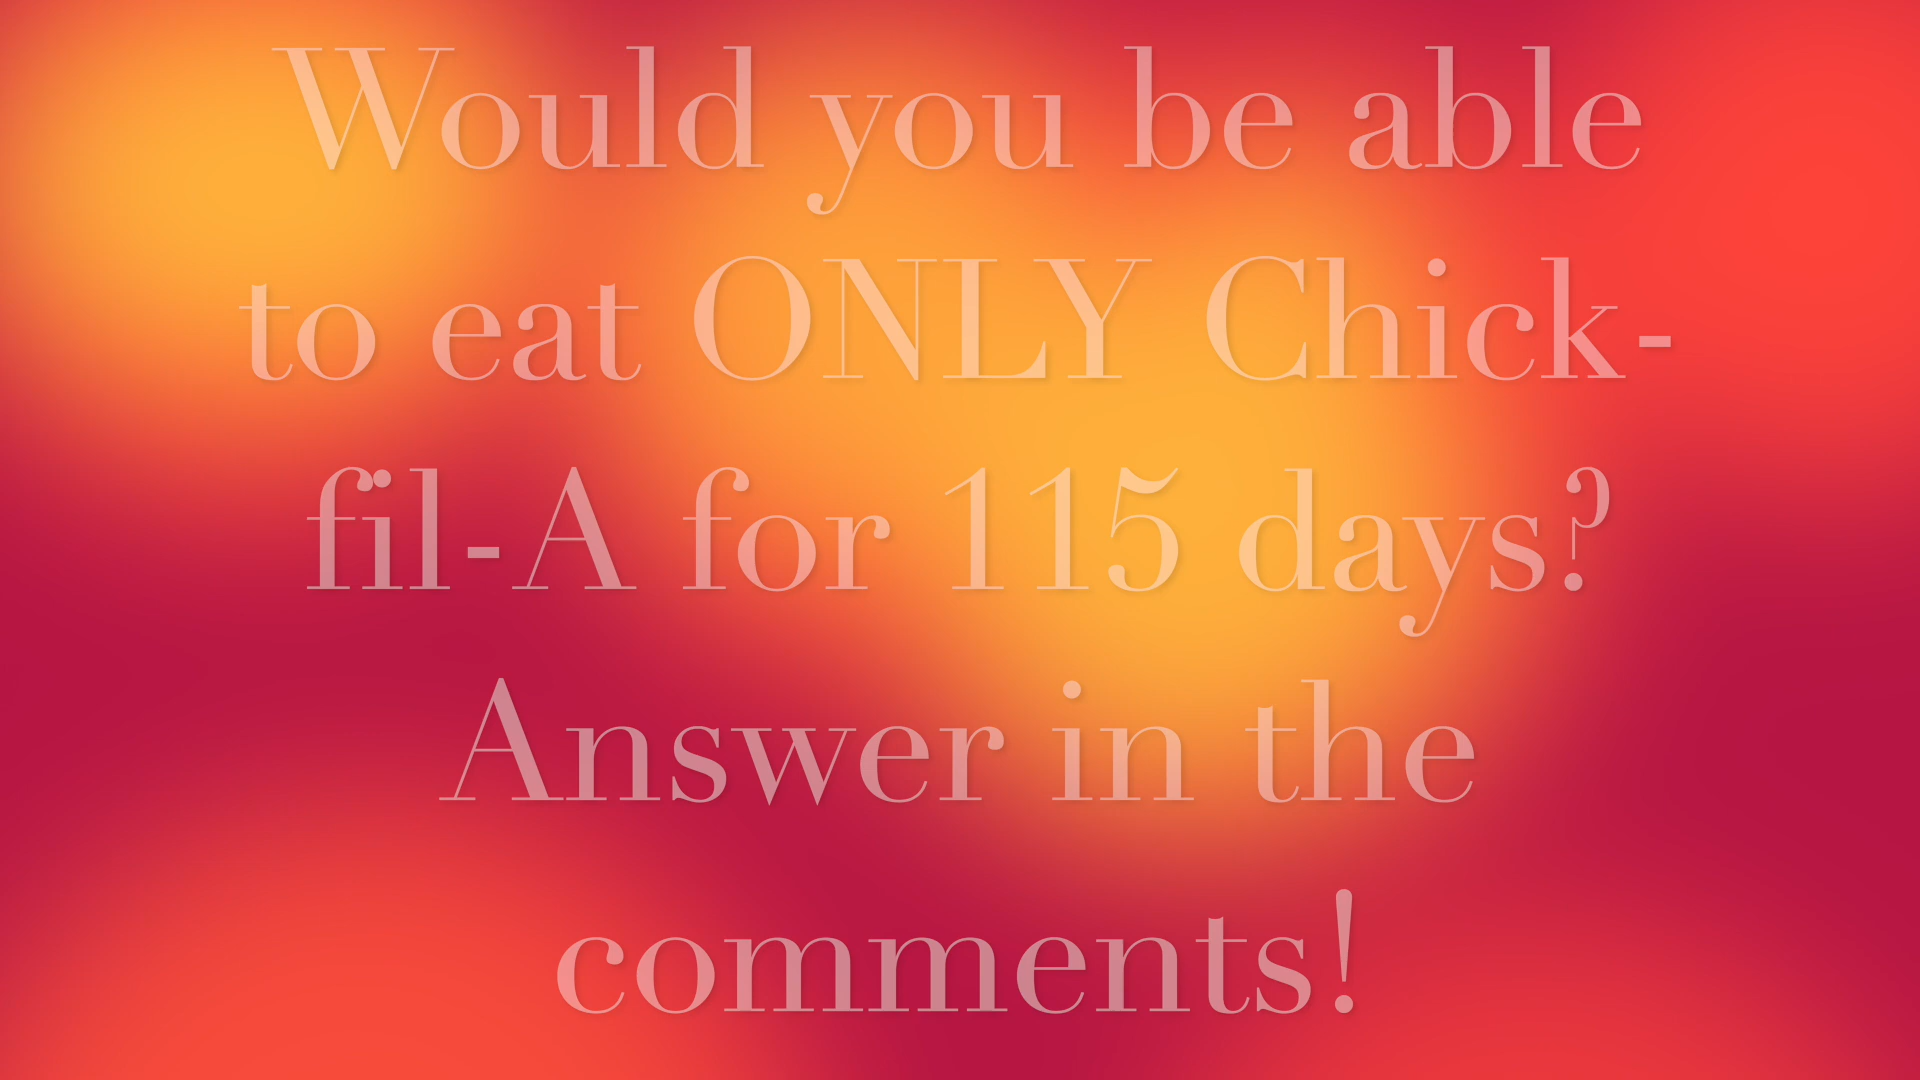 Would you be able
to eat ONLY Chick-
fil-A for 115 days?
Answer in the
comments!